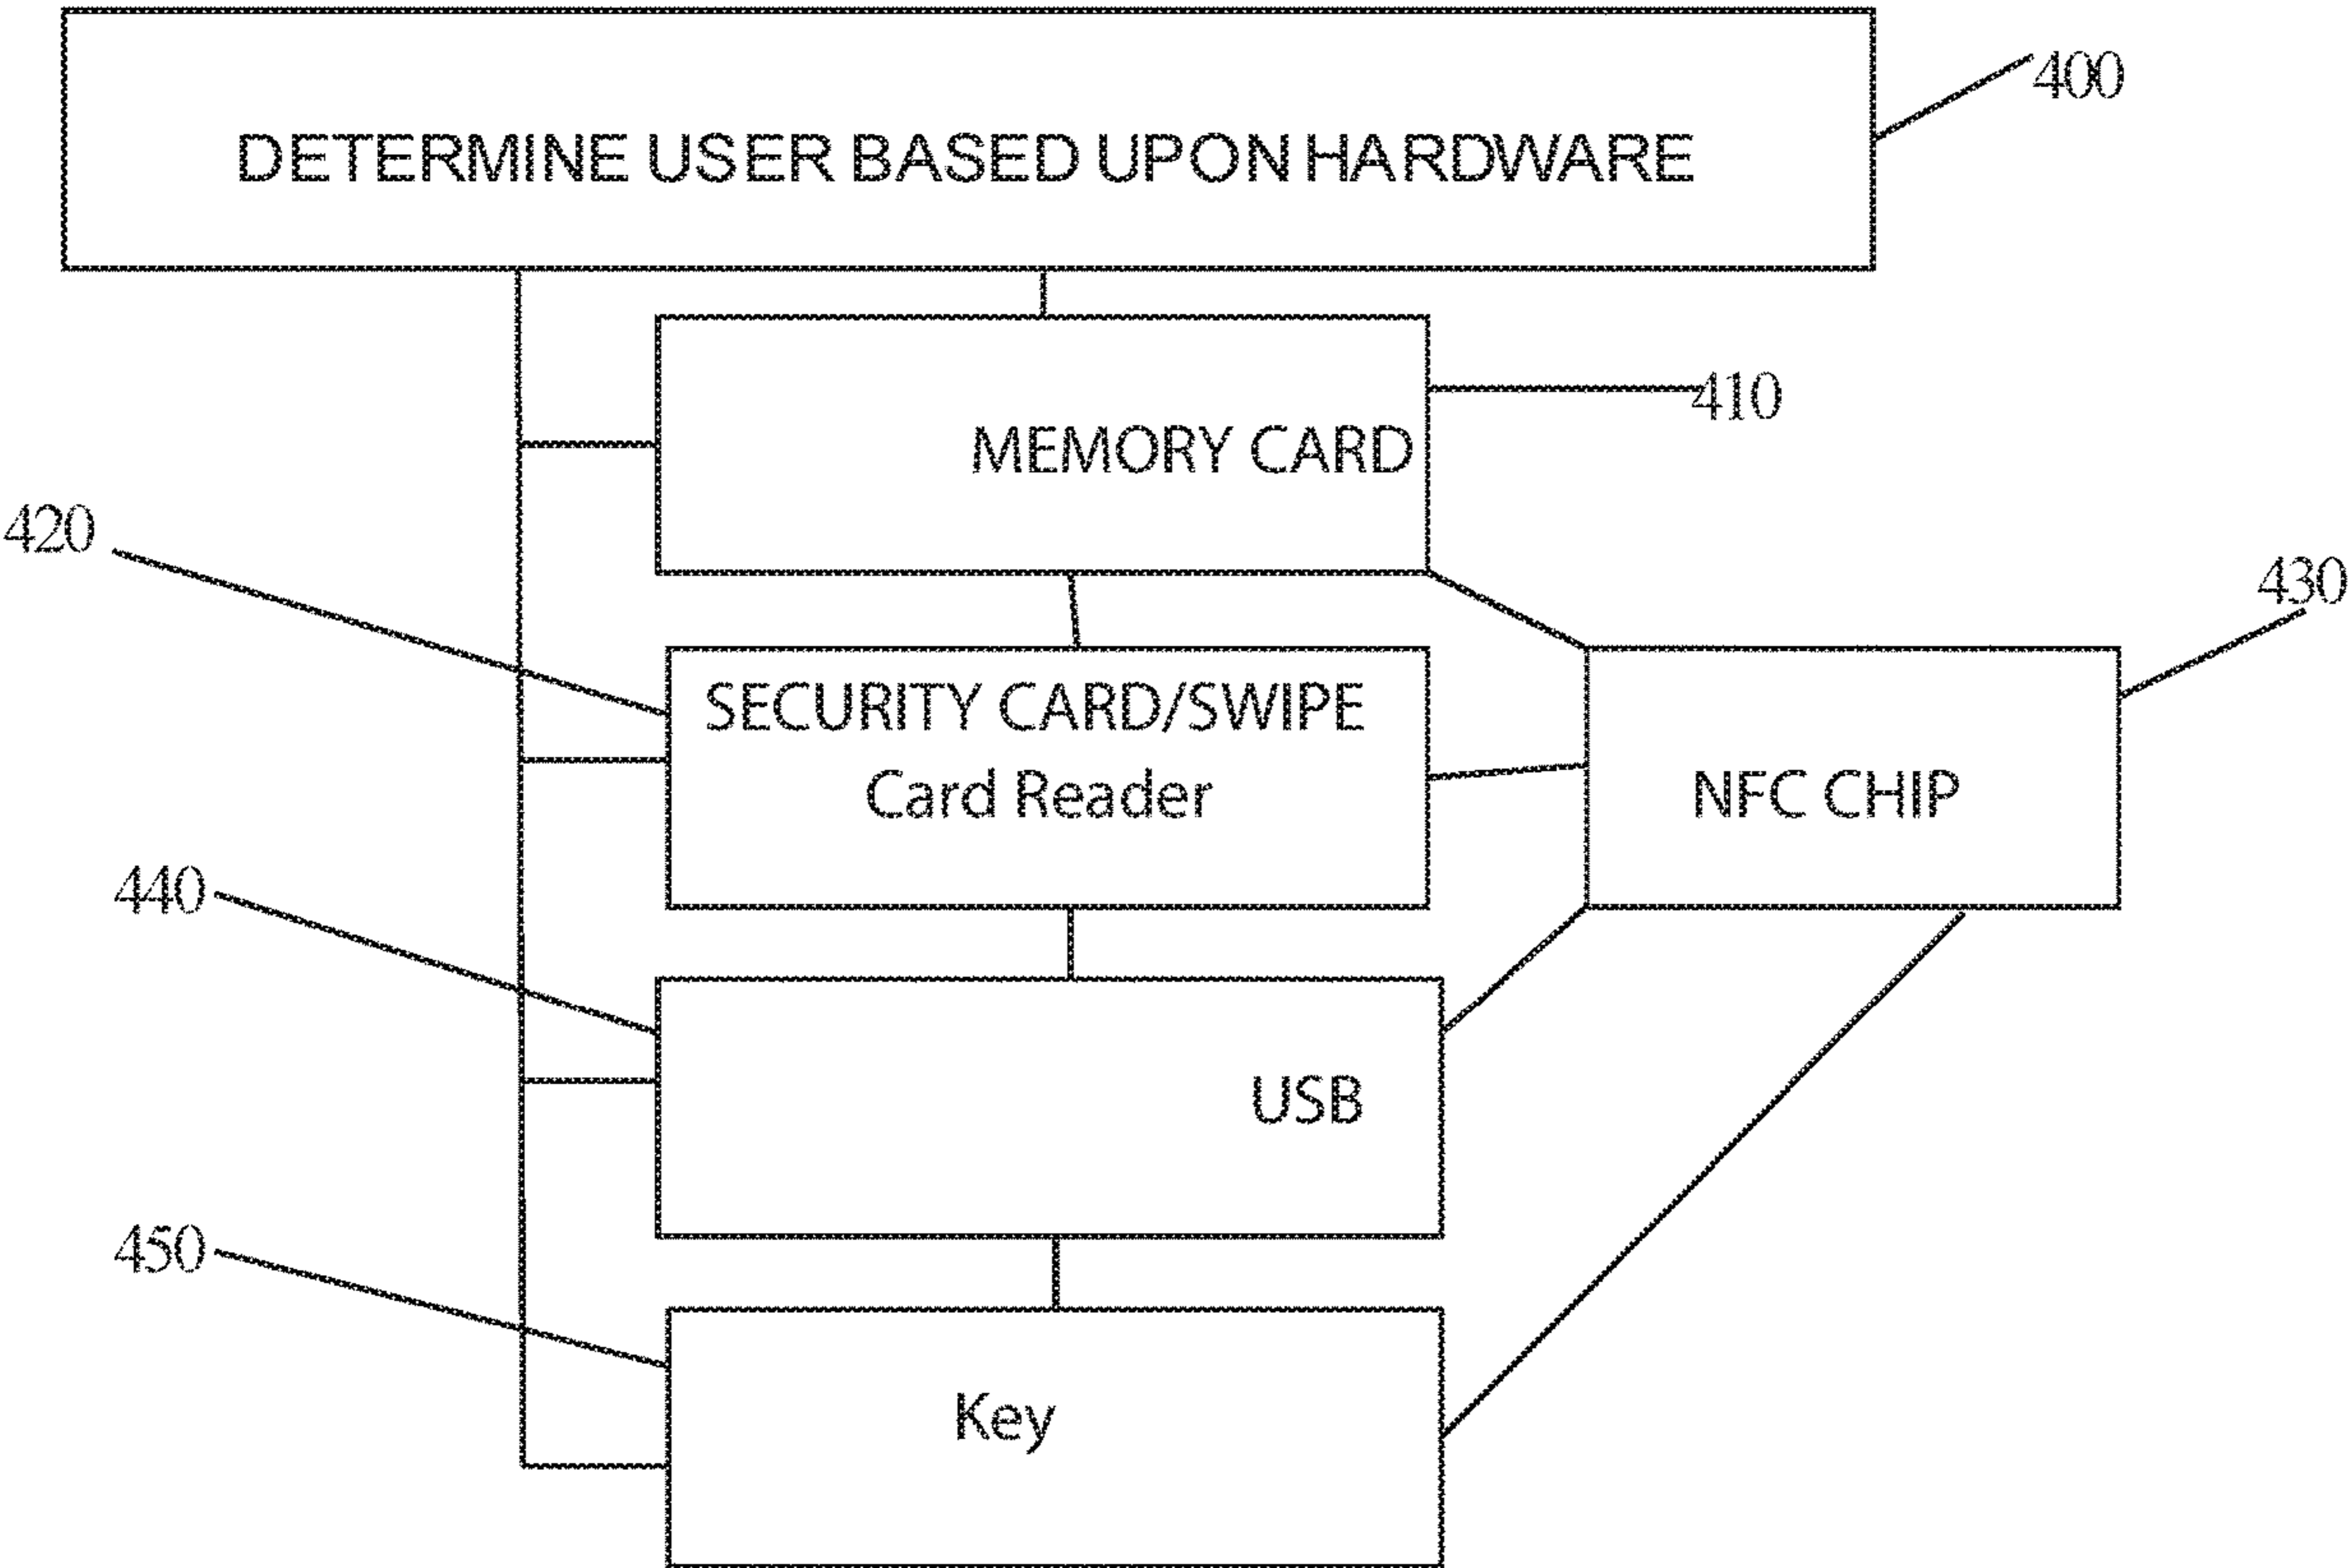 400
DETERMINE USER BASED UPON HARDWARE
410
MEMORY CARD
420
430
SECURITY CARD/SWIPE
Card Reader
NFC CHIP
440
USB
450
Key